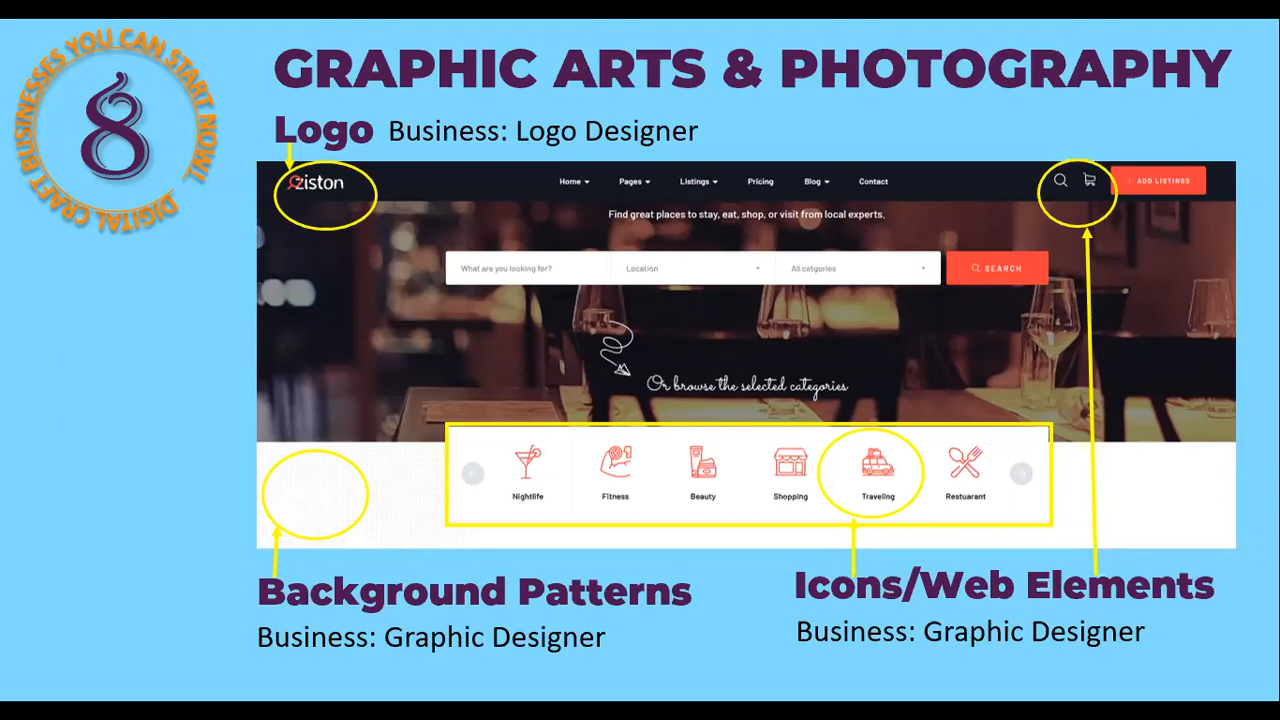 DIGITAL CRAFT BUSINESSES YOU CAN START NOW!
8
GRAPHIC ARTS & PHOTOGRAPHY
Logo Business: Logo Designer
ziston
Home Pages Listings Pricing Blog Contact
+ ADD LISTINGS
Find great places to stay, eat, shop, or visit from local experts.
What are you looking for? Location All catgories SEARCH
Or browse the selected categories
Nightlife Fitness Beauty Shopping Traveling Restuarant
Background Patterns
Business: Graphic Designer
Icons/Web Elements
Business: Graphic Designer